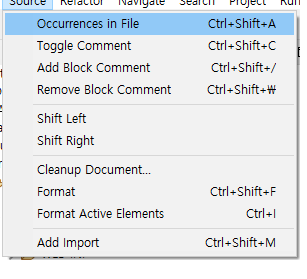 Source Refactor Navigate Search Project Run
Occurrences in File Ctrl+Shift+A
Toggle Comment Ctrl+Shift+C
Add Block Comment Ctrl+Shift+/
Remove Block Comment Ctrl+Shift+₩
Shift Left
Shift Right
Cleanup Document...
Format Ctrl+Shift+F
Format Active Elements Ctrl+I
Add Import Ctrl+Shift+M